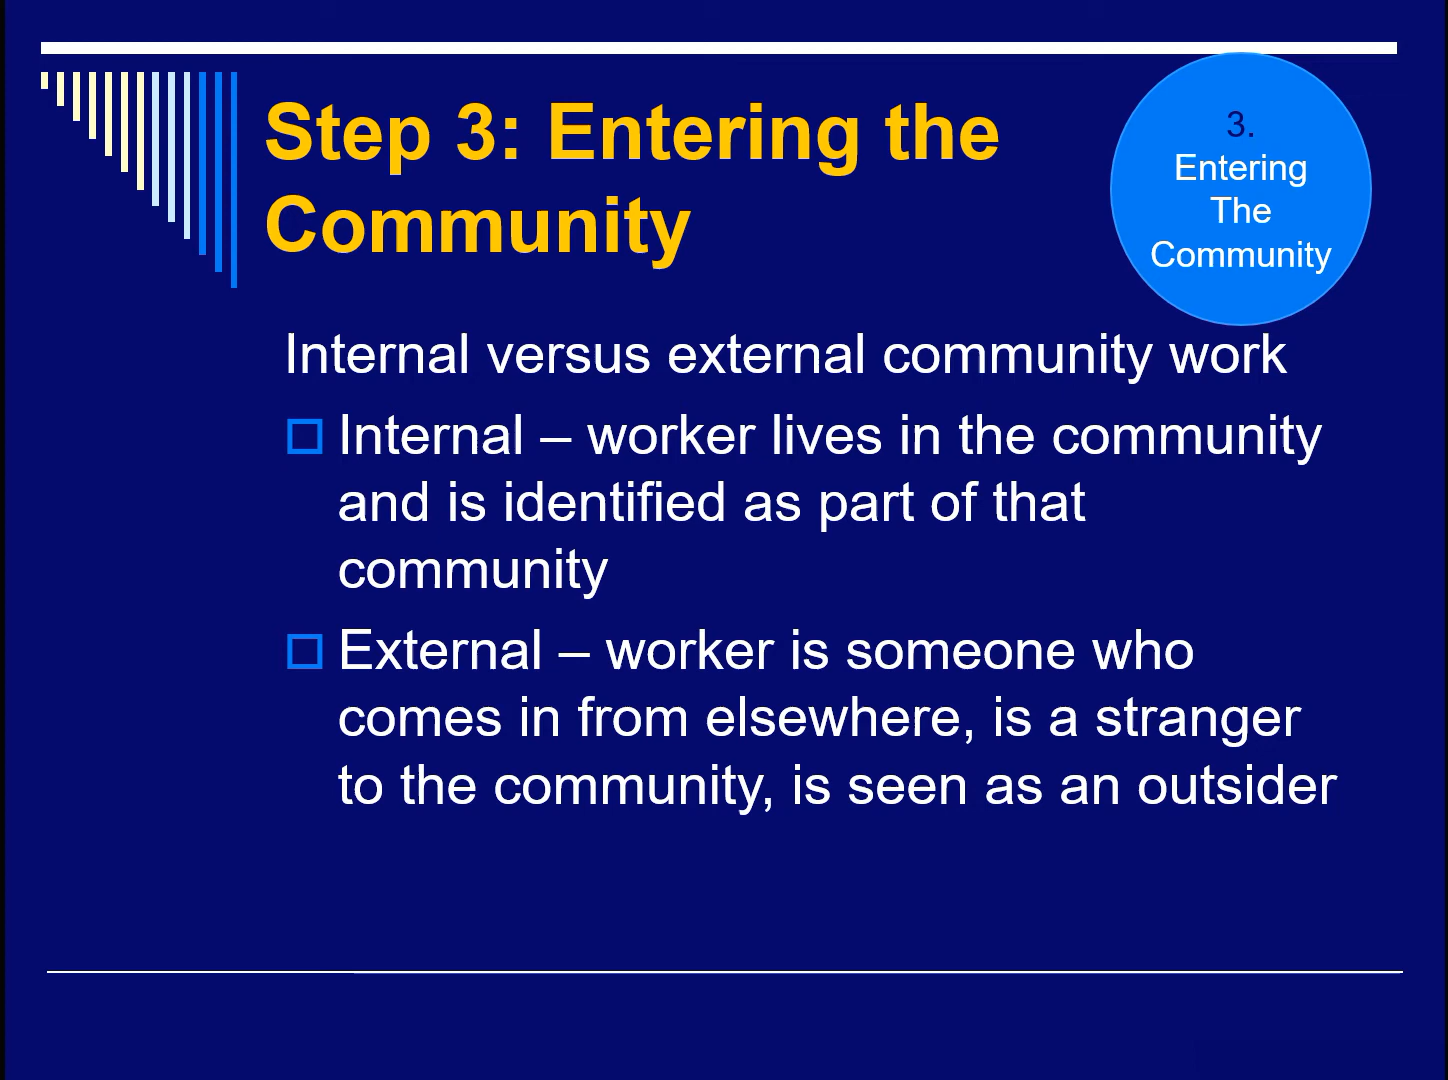 Step 3: Entering the
Community
3.
Entering
The
Community
Internal versus external community work
Internal – worker lives in the community
and is identified as part of that
community
External – worker is someone who
comes in from elsewhere, is a stranger
to the community, is seen as an outsider